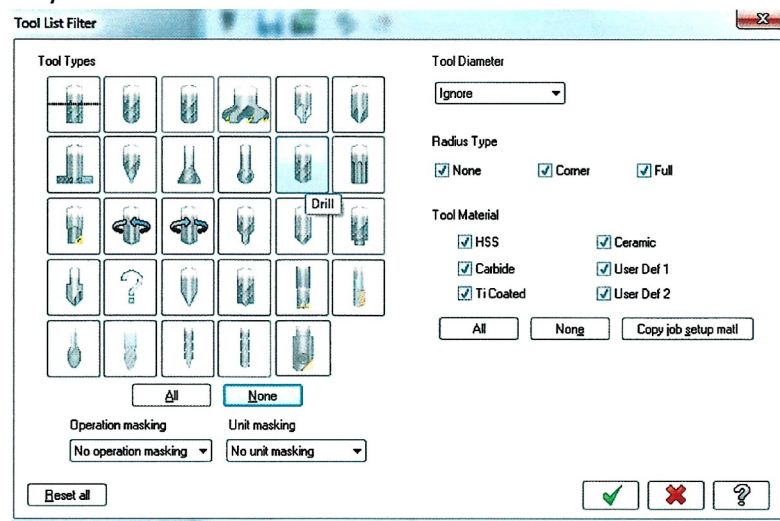 Tool List Filter
Tool Types
Drill
All
None
Operation masking
Unit masking
No operation masking
No unit masking
Reset all
Tool Diameter
Ignore
Radius Type
None
Corner
Full
Tool Material
HSS
Ceramic
Carbide
User Def 1
Ti Coated
User Def 2
All
None
Copy job setup matl